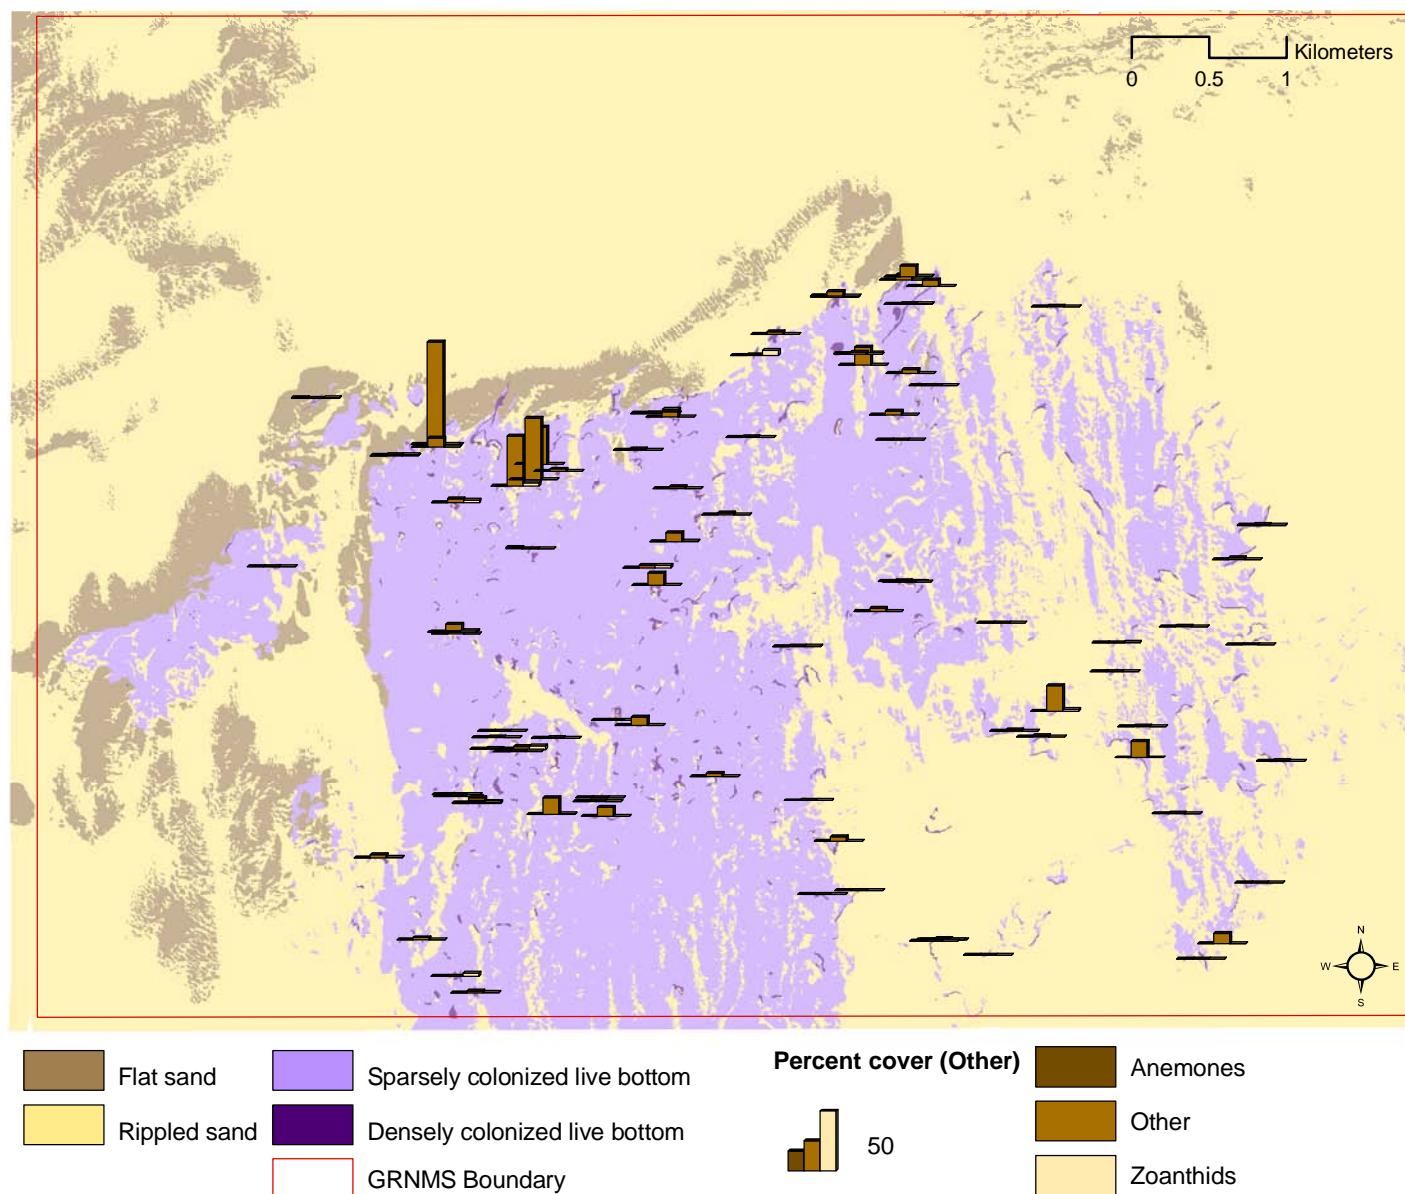 Kilometers
0 0.5 1
N
W E
S
Flat sand
Rippled sand
Sparsely colonized live bottom
Densely colonized live bottom
GRNMS Boundary
Percent cover (Other)
50
Anemones
Other
Zoanthids